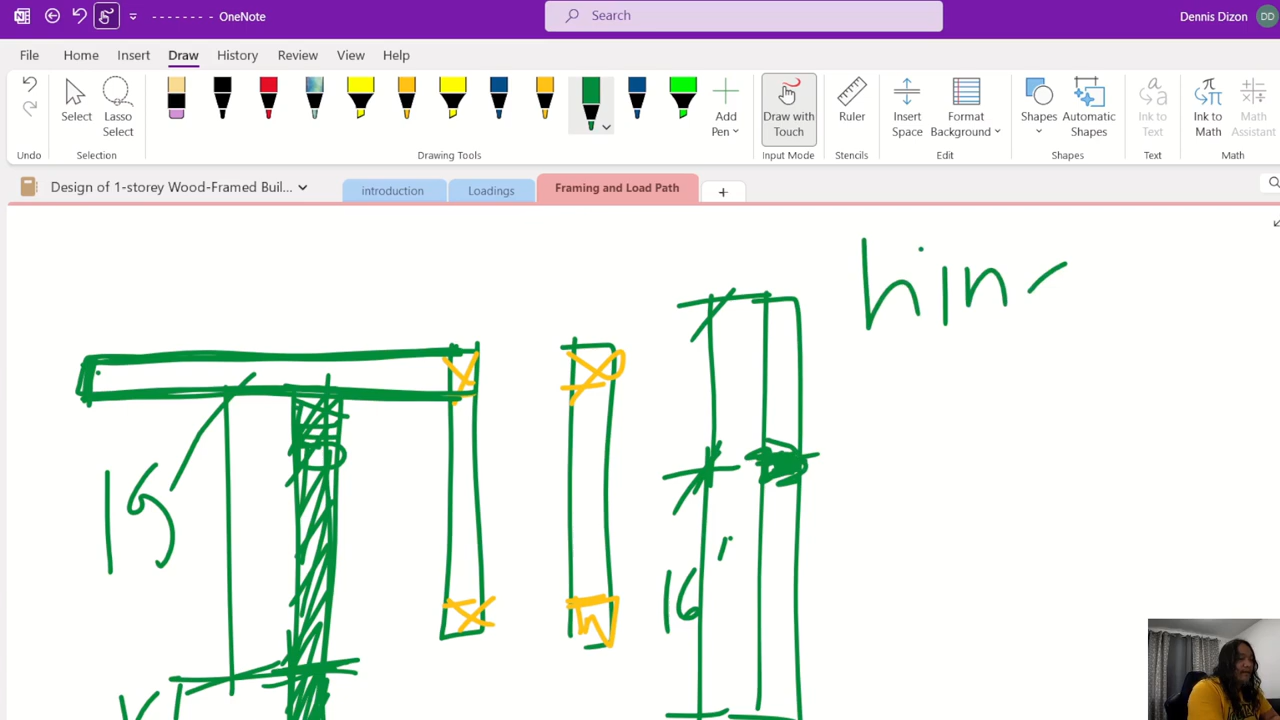 - - - - - - - OneNote
Search
Dennis Dizon
DD
File Home Insert Draw History Review View Help
Select
Lasso Select
Add Pen
Draw with Touch
Ruler
Insert Space
Format Background
Shapes
Automatic Shapes
Ink to Text
Ink to Math
Math Assistant
Undo
Selection
Drawing Tools
Input Mode
Stencils
Edit
Shapes
Text
Math
Design of 1-storey Wood-Framed Buil...
introduction
Loadings
Framing and Load Path
hin
15
16'